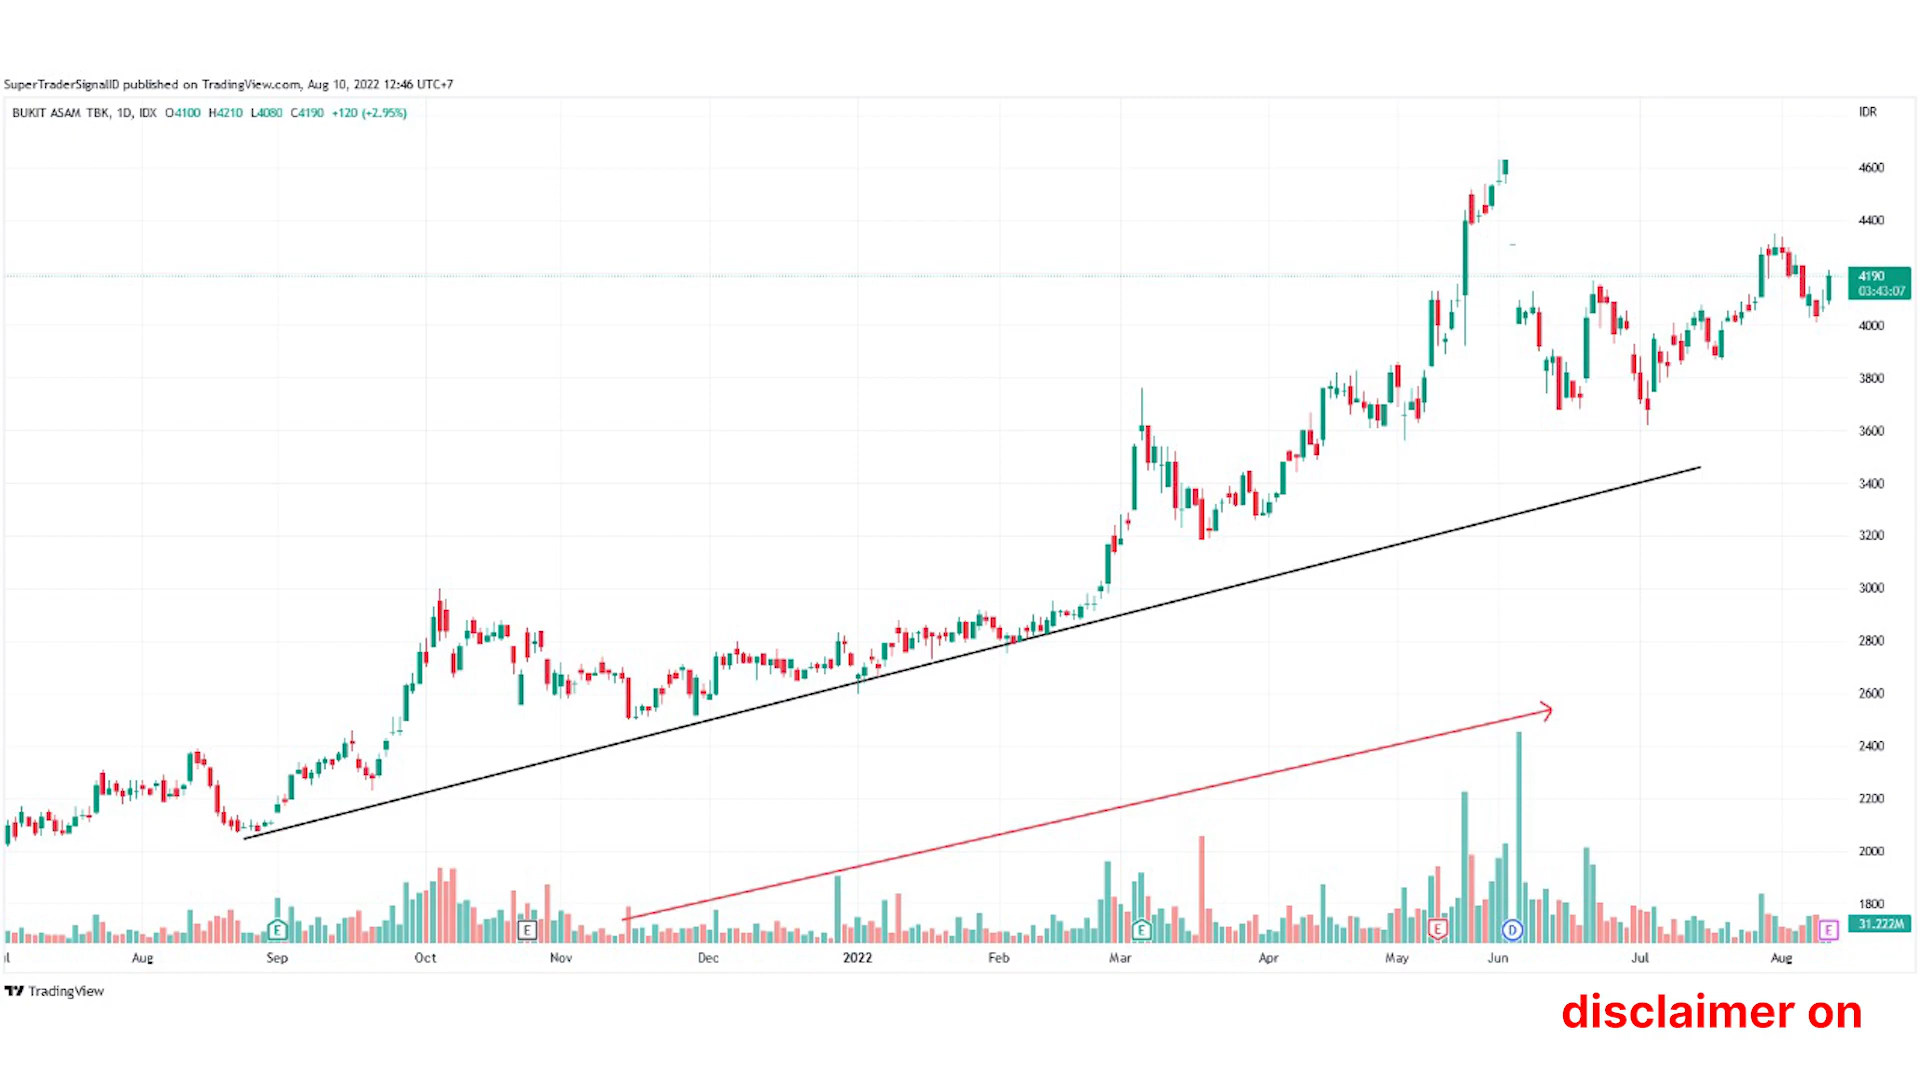 SuperTraderSignalID published on TradingView.com, Aug 10, 2022 12:46 UTC+7
BUKIT ASAM TBK, 1D, IDX O4100 H4210 L4080 C4190 +120 (+2.95%)
IDR
4600
4400
4190
03:43:07
4000
3800
3600
3400
3200
3000
2800
2600
2400
2200
2000
1800
31.222M
E E E E D E
Aug Sep Oct Nov Dec 2022 Feb Mar Apr May Jun Jul Aug
TradingView
disclaimer on